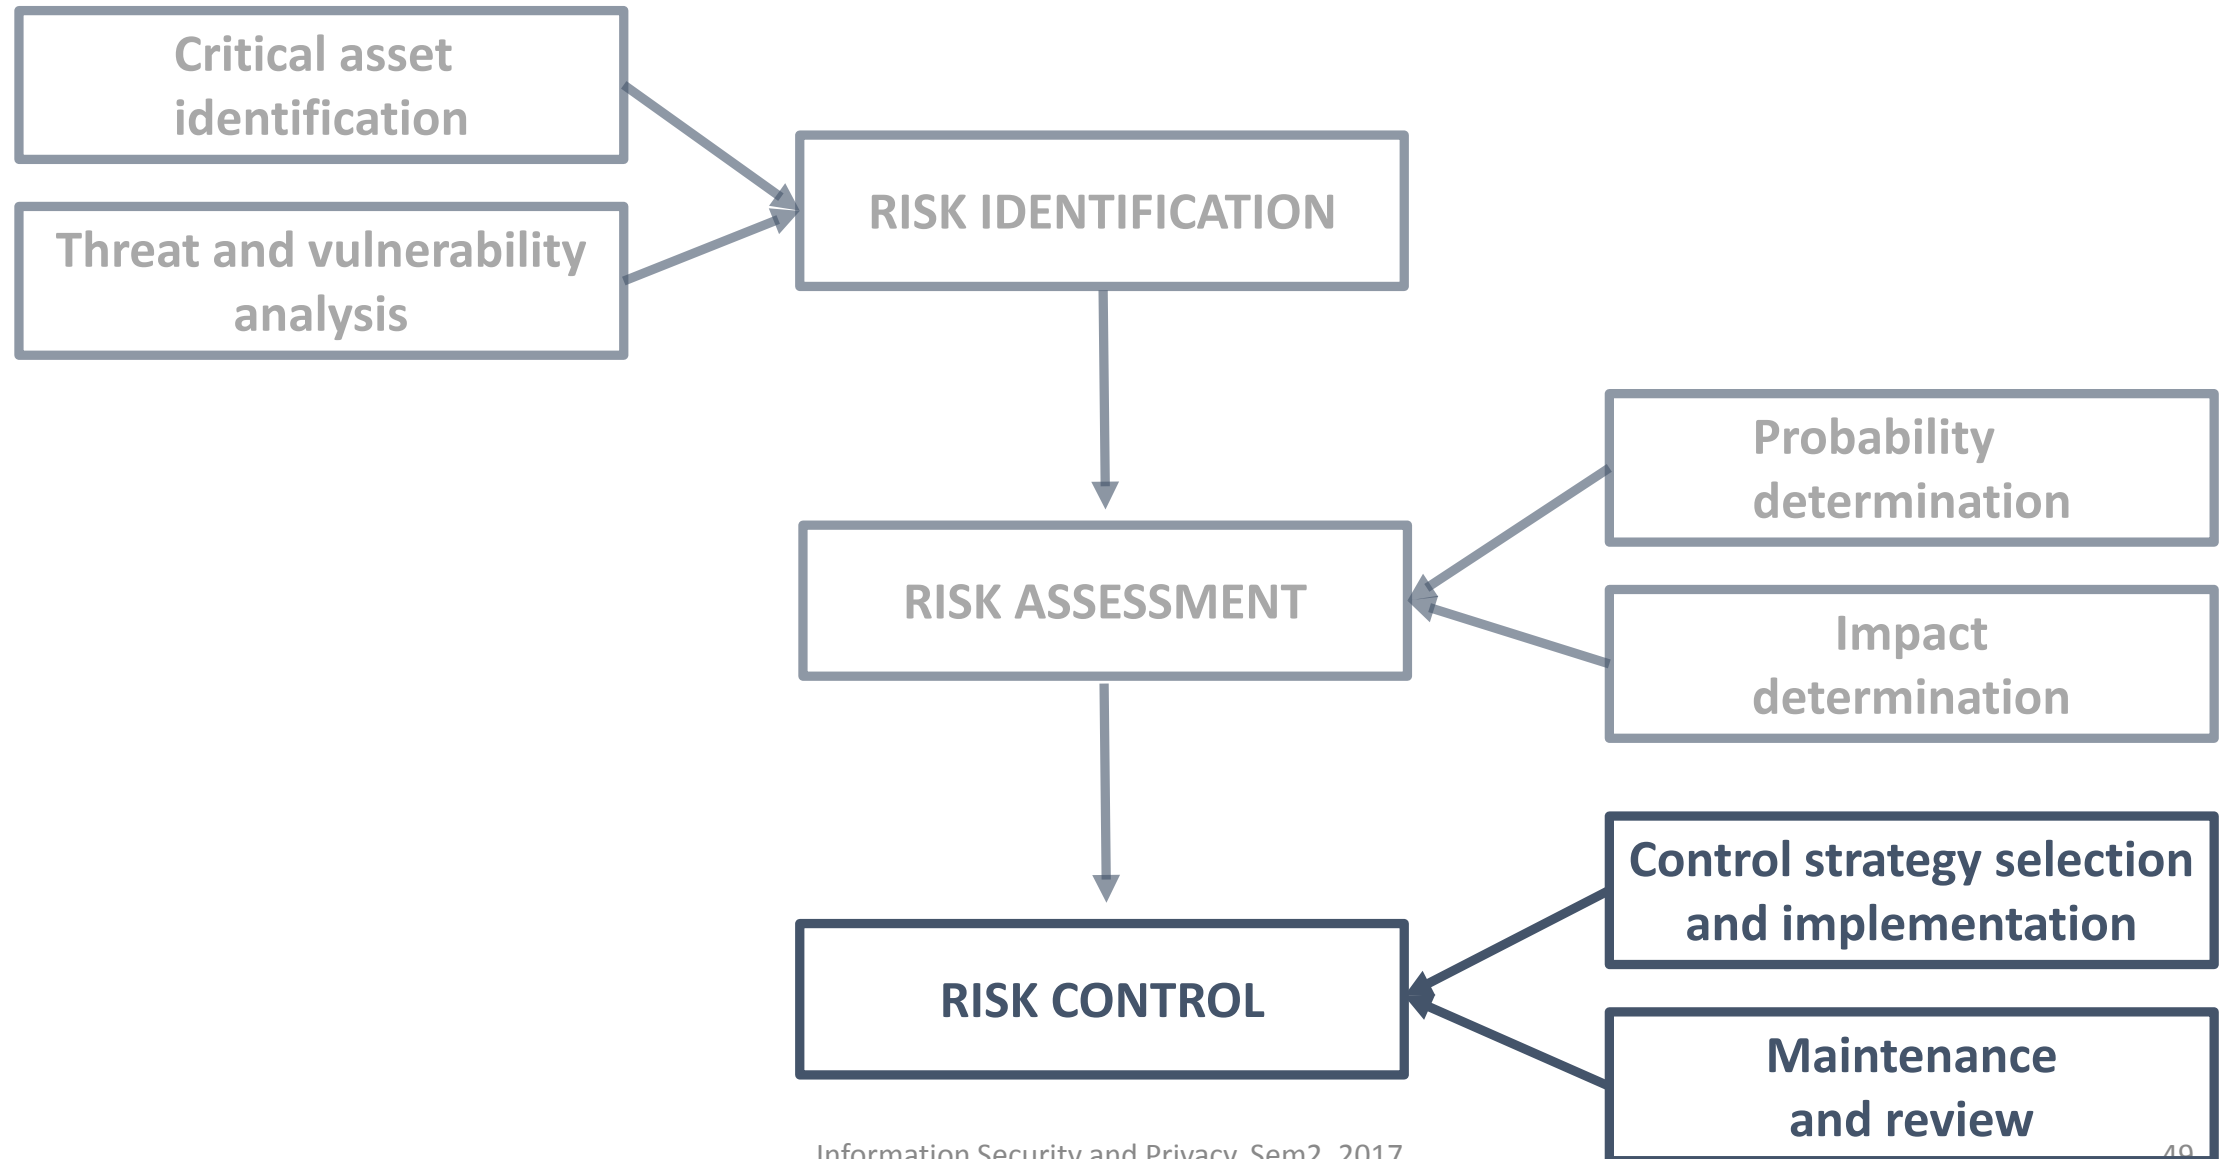 Critical asset
identification
Threat and vulnerability
analysis
RISK IDENTIFICATION
Probability
determination
RISK ASSESSMENT
Impact
determination
Control strategy selection
and implementation
RISK CONTROL
Maintenance
and review
Information Security and Privacy, Sem2, 2017
49